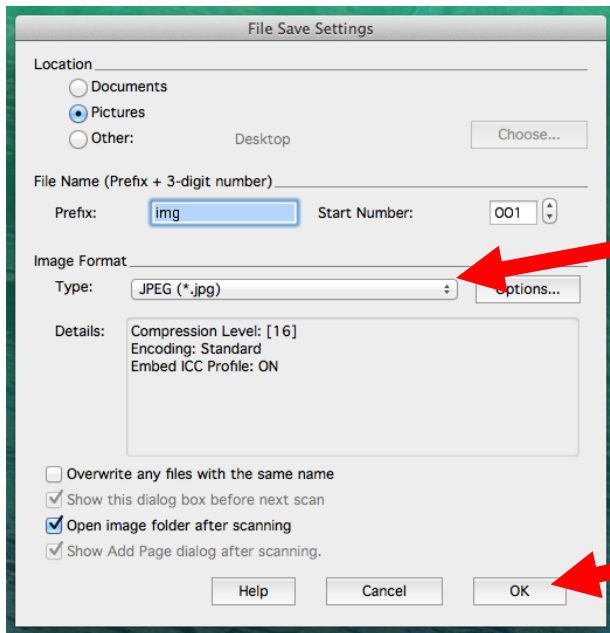 File Save Settings
Location
Documents
Pictures
Other: Desktop Choose...
File Name (Prefix + 3-digit number)
Prefix: img Start Number: 001
Image Format
Type: JPEG (*.jpg) Options...
Details: Compression Level: [16]
Encoding: Standard
Embed ICC Profile: ON
Overwrite any files with the same name
Show this dialog box before next scan
Open image folder after scanning
Show Add Page dialog after scanning.
Help Cancel OK